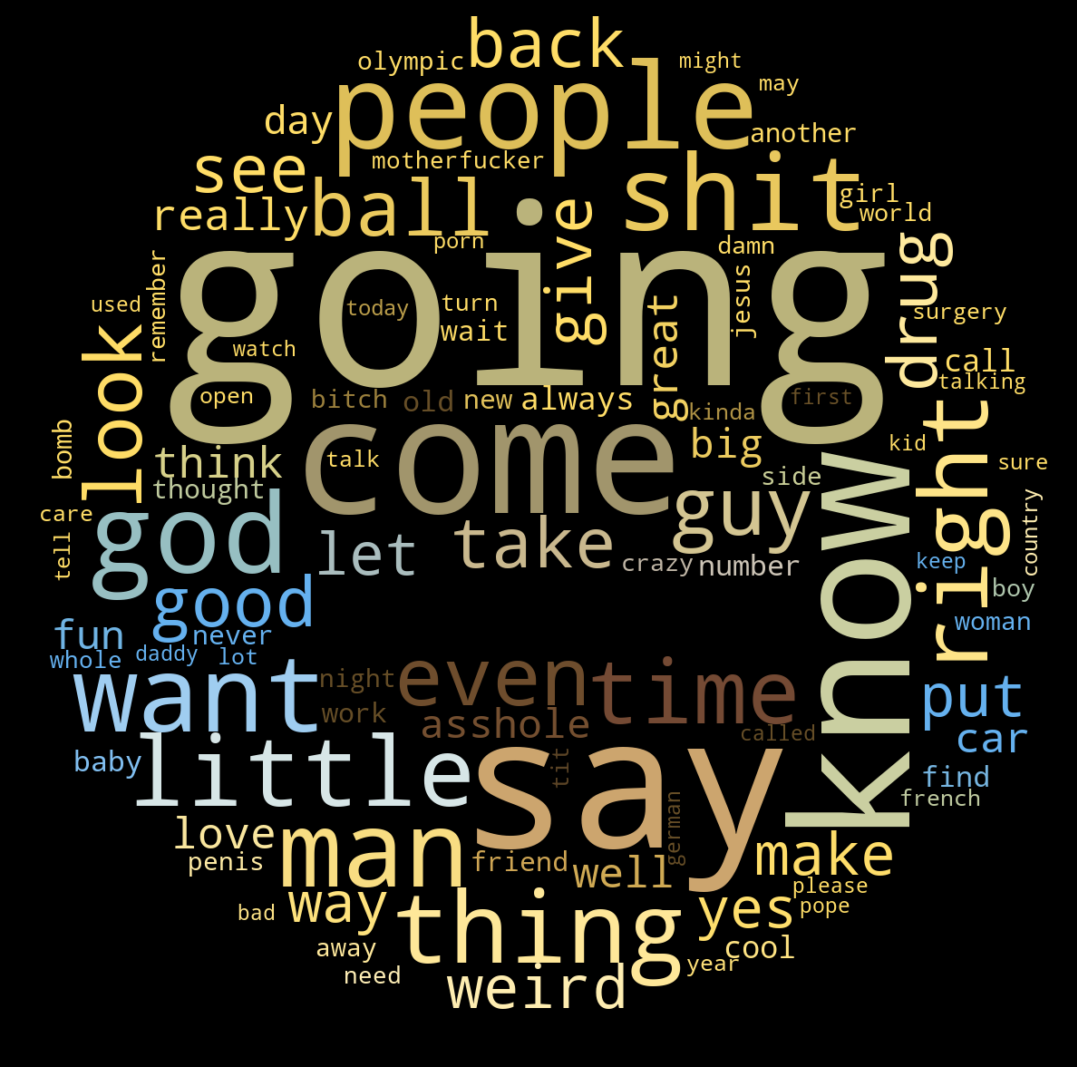 back
olympic
might
people
may
day
another
motherfucker
see
shit
ball
girl
really
give
world
porn
damn
going
drug
remember
jesus
used
today
turn
great
surgery
wait
look
watch
call
talking
open
bitch
old
new
always
first
kinda
right
come
big
bomb
kid
know
think
talk
sure
side
thought
guy
care
god
country
take
let
tell
crazy
number
keep
good
boy
fun
never
woman
whole
daddy
lot
want
night
even
time
put
work
asshole
car
called
little
baby
tit
say
find
french
german
love
man
make
penis
friend
well
please
way
thing
yes
pope
bad
away
cool
year
need
weird